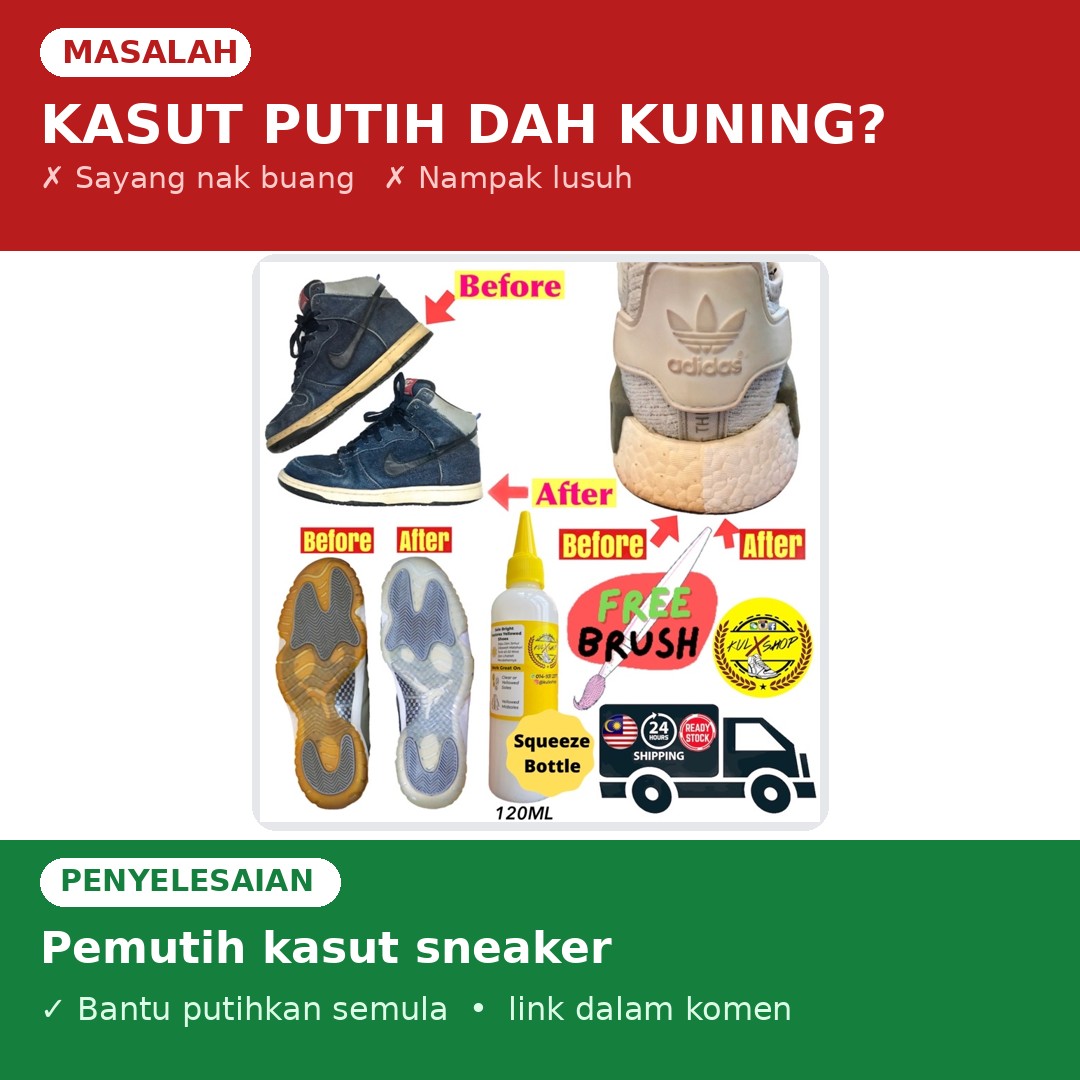 MASALAH
KASUT PUTIH DAH KUNING?
✗ Sayang nak buang ✗ Nampak lusuh
Before
adidas
After
Before
After
Before
After
FREE
BRUSH
KULXSHOP
KULXSHOP
Squeeze
Bottle
24
HOURS
READY
STOCK
SHIPPING
120ML
PENYELESAIAN
Pemutih kasut sneaker
✓ Bantu putihkan semula • link dalam komen